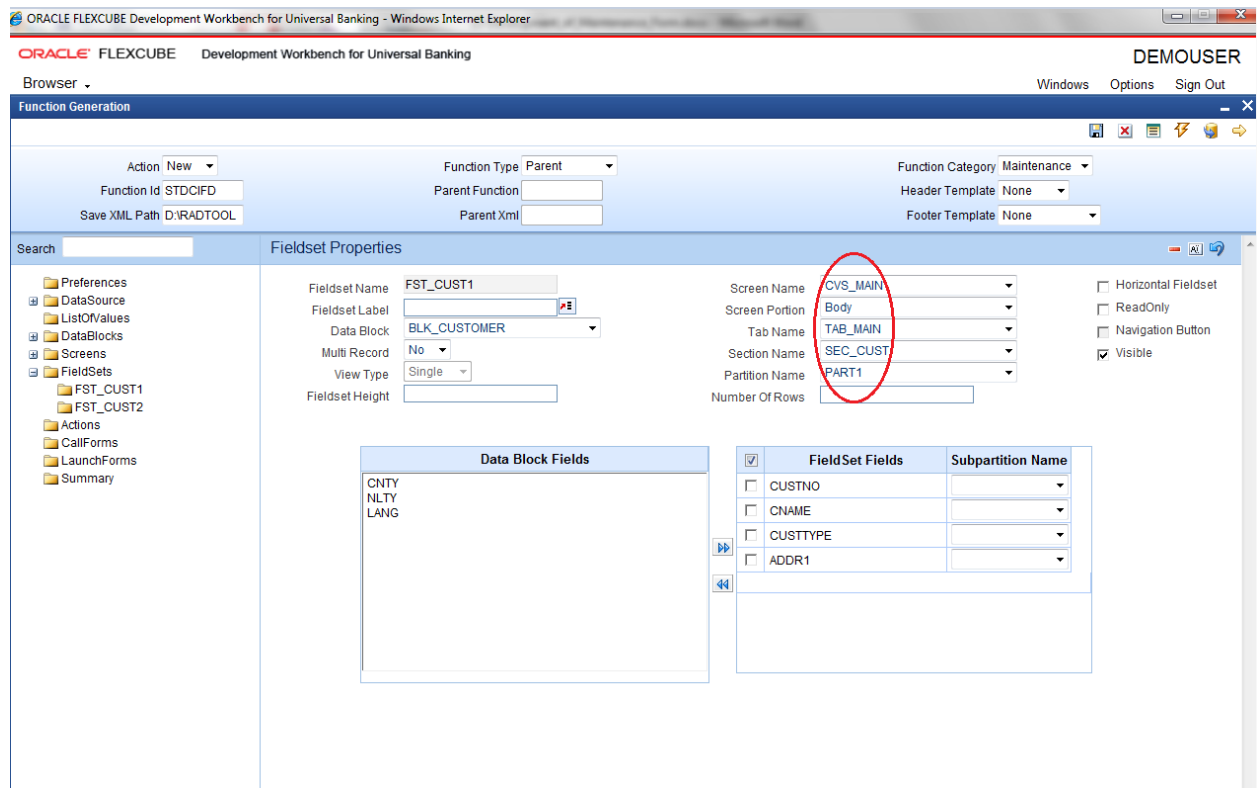 ORACLE FLEXCUBE Development Workbench for Universal Banking - Windows Internet Explorer
ORACLE FLEXCUBE Development Workbench for Universal Banking DEMOUSER
Browser Windows Options Sign Out
Function Generation
Action New Function Type Parent Function Category Maintenance
Function Id STDCIFD Parent Function Header Template None
Save XML Path D:\RADTOOL Parent Xml Footer Template None
Search Fieldset Properties
Preferences
DataSource
ListOfValues
DataBlocks
Screens
FieldSets
FST_CUST1
FST_CUST2
Actions
CallForms
LaunchForms
Summary
Fieldset Name FST_CUST1 Screen Name CVS_MAIN Horizontal Fieldset
Fieldset Label Screen Portion Body ReadOnly
Data Block BLK_CUSTOMER Tab Name TAB_MAIN Navigation Button
Multi Record No Section Name SEC_CUST Visible
View Type Single Partition Name PART1
Fieldset Height Number Of Rows
Data Block Fields
CNTY
NLTY
LANG
FieldSet Fields Subpartition Name
CUSTNO
CNAME
CUSTTYPE
ADDR1